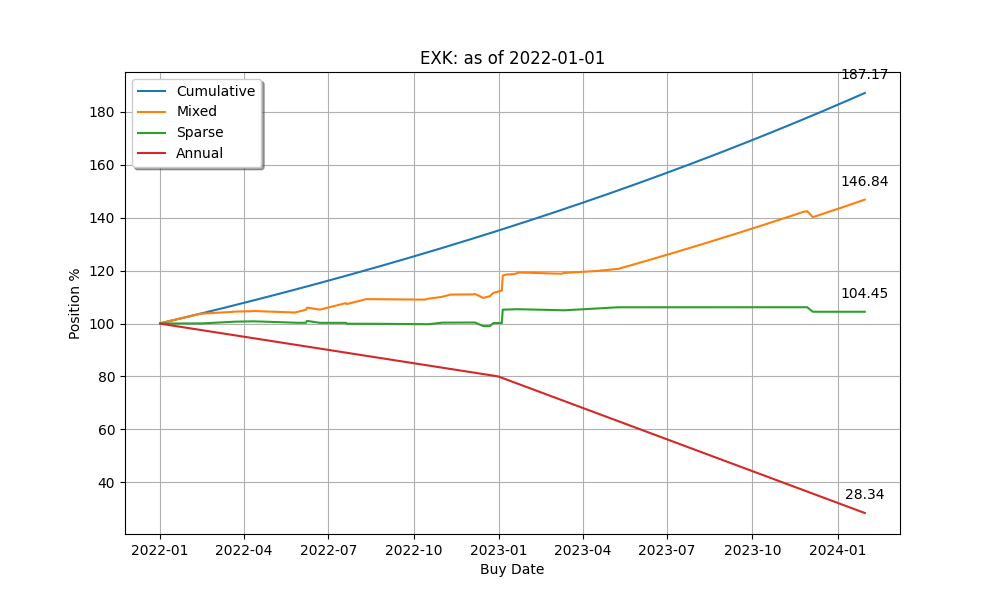 EXK: as of 2022-01-01
187.17
Cumulative
Mixed
Sparse
Annual
180
160
146.84
140
120
104.45
100
80
60
40
28.34
Position %
2022-01 2022-04 2022-07 2022-10 2023-01 2023-04 2023-07 2023-10 2024-01
Buy Date